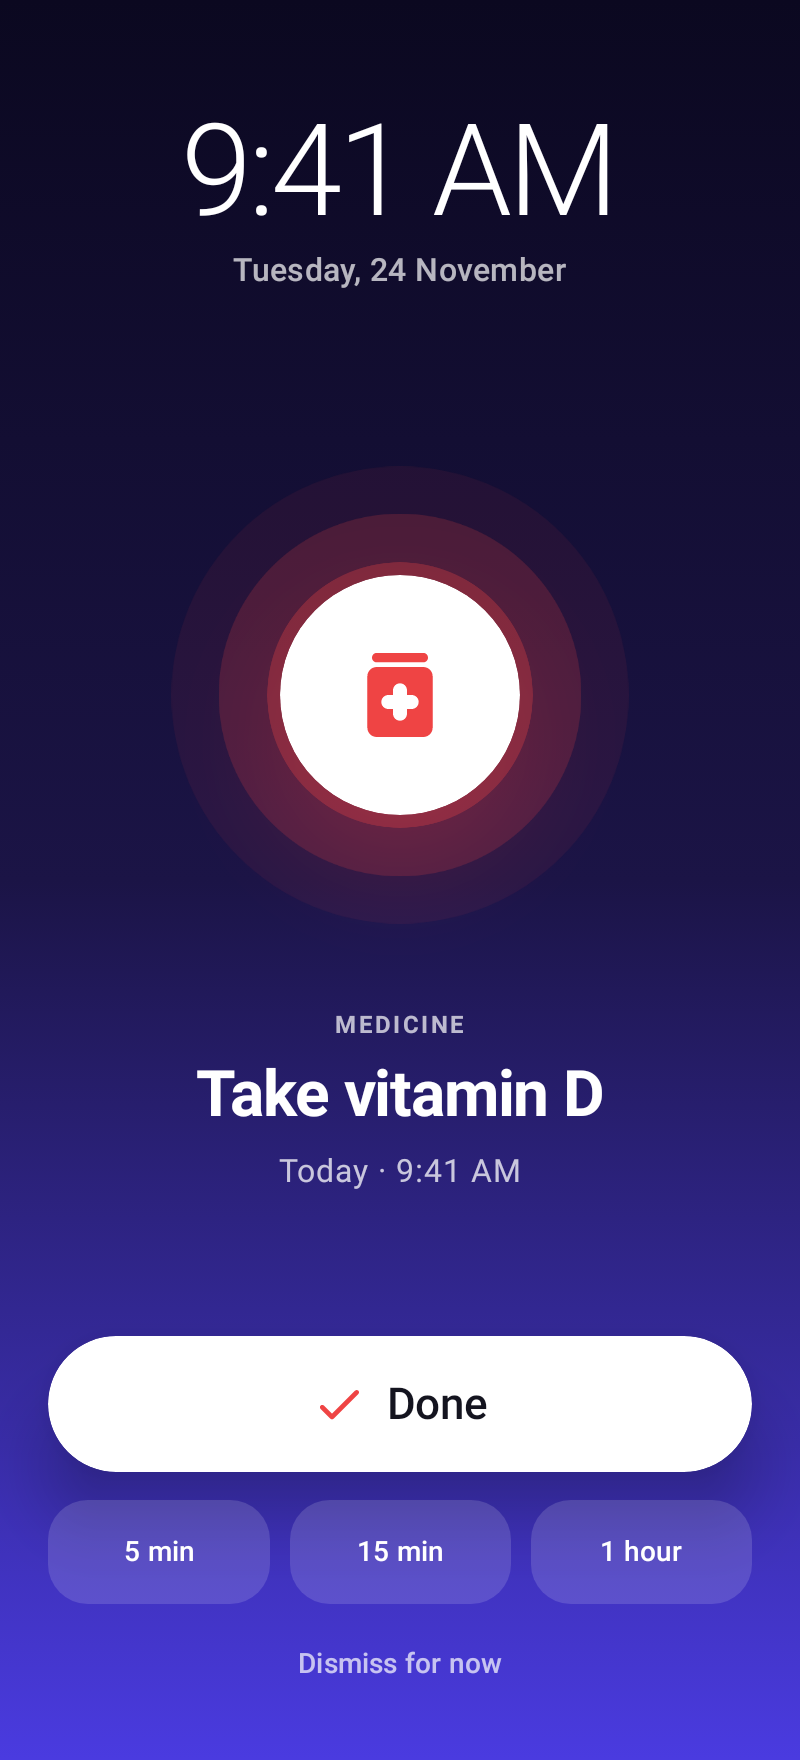 9:41 AM
Tuesday, 24 November
MEDICINE
Take vitamin D
Today · 9:41 AM
Done
5 min
15 min
1 hour
Dismiss for now